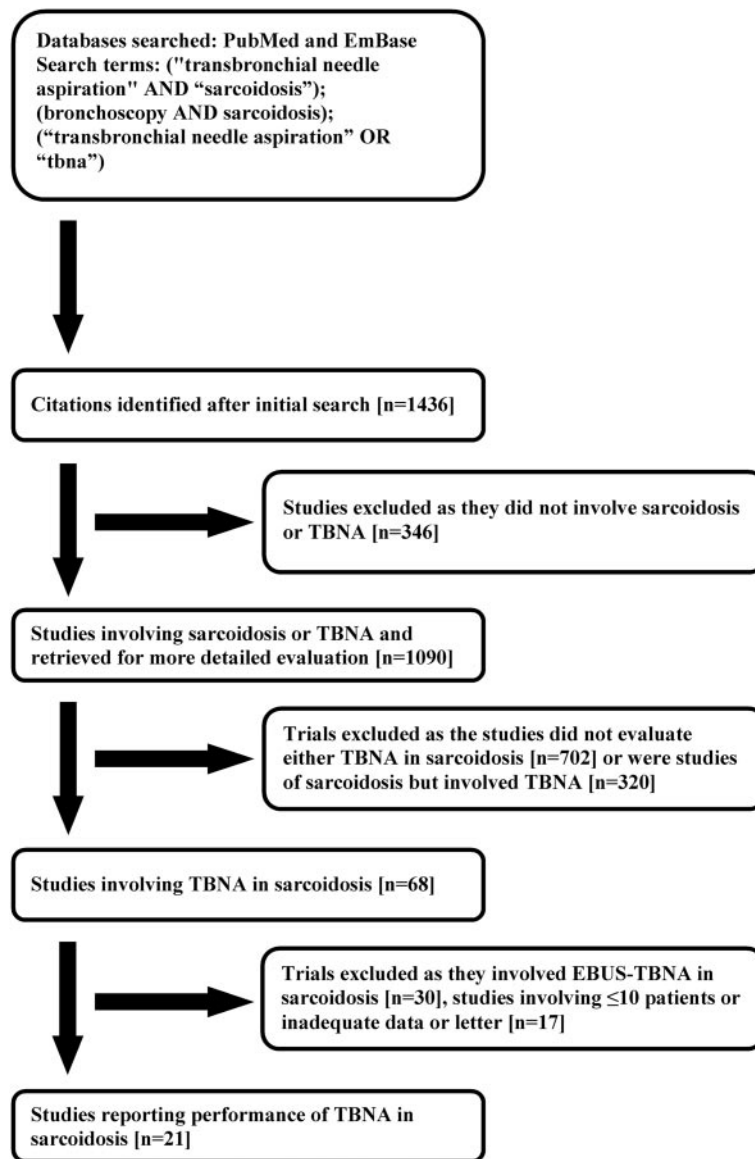 Databases searched: PubMed and EmBase
Search terms: ("transbronchial needle
aspiration" AND “sarcoidosis”);
(bronchoscopy AND sarcoidosis);
(“transbronchial needle aspiration” OR
“tbna”)
Citations identified after initial search [n=1436]
Studies excluded as they did not involve sarcoidosis
or TBNA [n=346]
Studies involving sarcoidosis or TBNA and
retrieved for more detailed evaluation [n=1090]
Trials excluded as the studies did not evaluate
either TBNA in sarcoidosis [n=702] or were studies
of sarcoidosis but involved TBNA [n=320]
Studies involving TBNA in sarcoidosis [n=68]
Trials excluded as they involved EBUS-TBNA in
sarcoidosis [n=30], studies involving ≤10 patients or
inadequate data or letter [n=17]
Studies reporting performance of TBNA in
sarcoidosis [n=21]